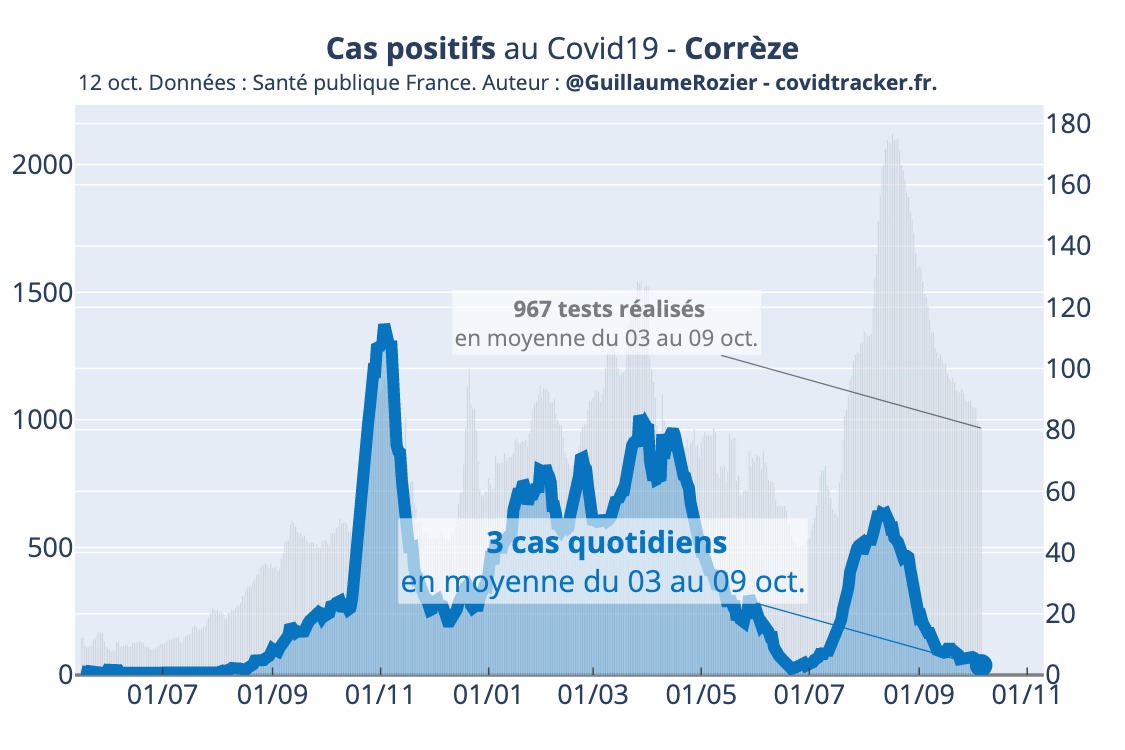 Cas positifs au Covid19 - Corrèze
12 oct. Données : Santé publique France. Auteur : @GuillaumeRozier - covidtracker.fr.
2000
1500
1000
500
0
180
160
140
120
100
80
60
40
20
0
967 tests réalisés
en moyenne du 03 au 09 oct.
3 cas quotidiens
en moyenne du 03 au 09 oct.
01/07 01/09 01/11 01/01 01/03 01/05 01/07 01/09 01/11